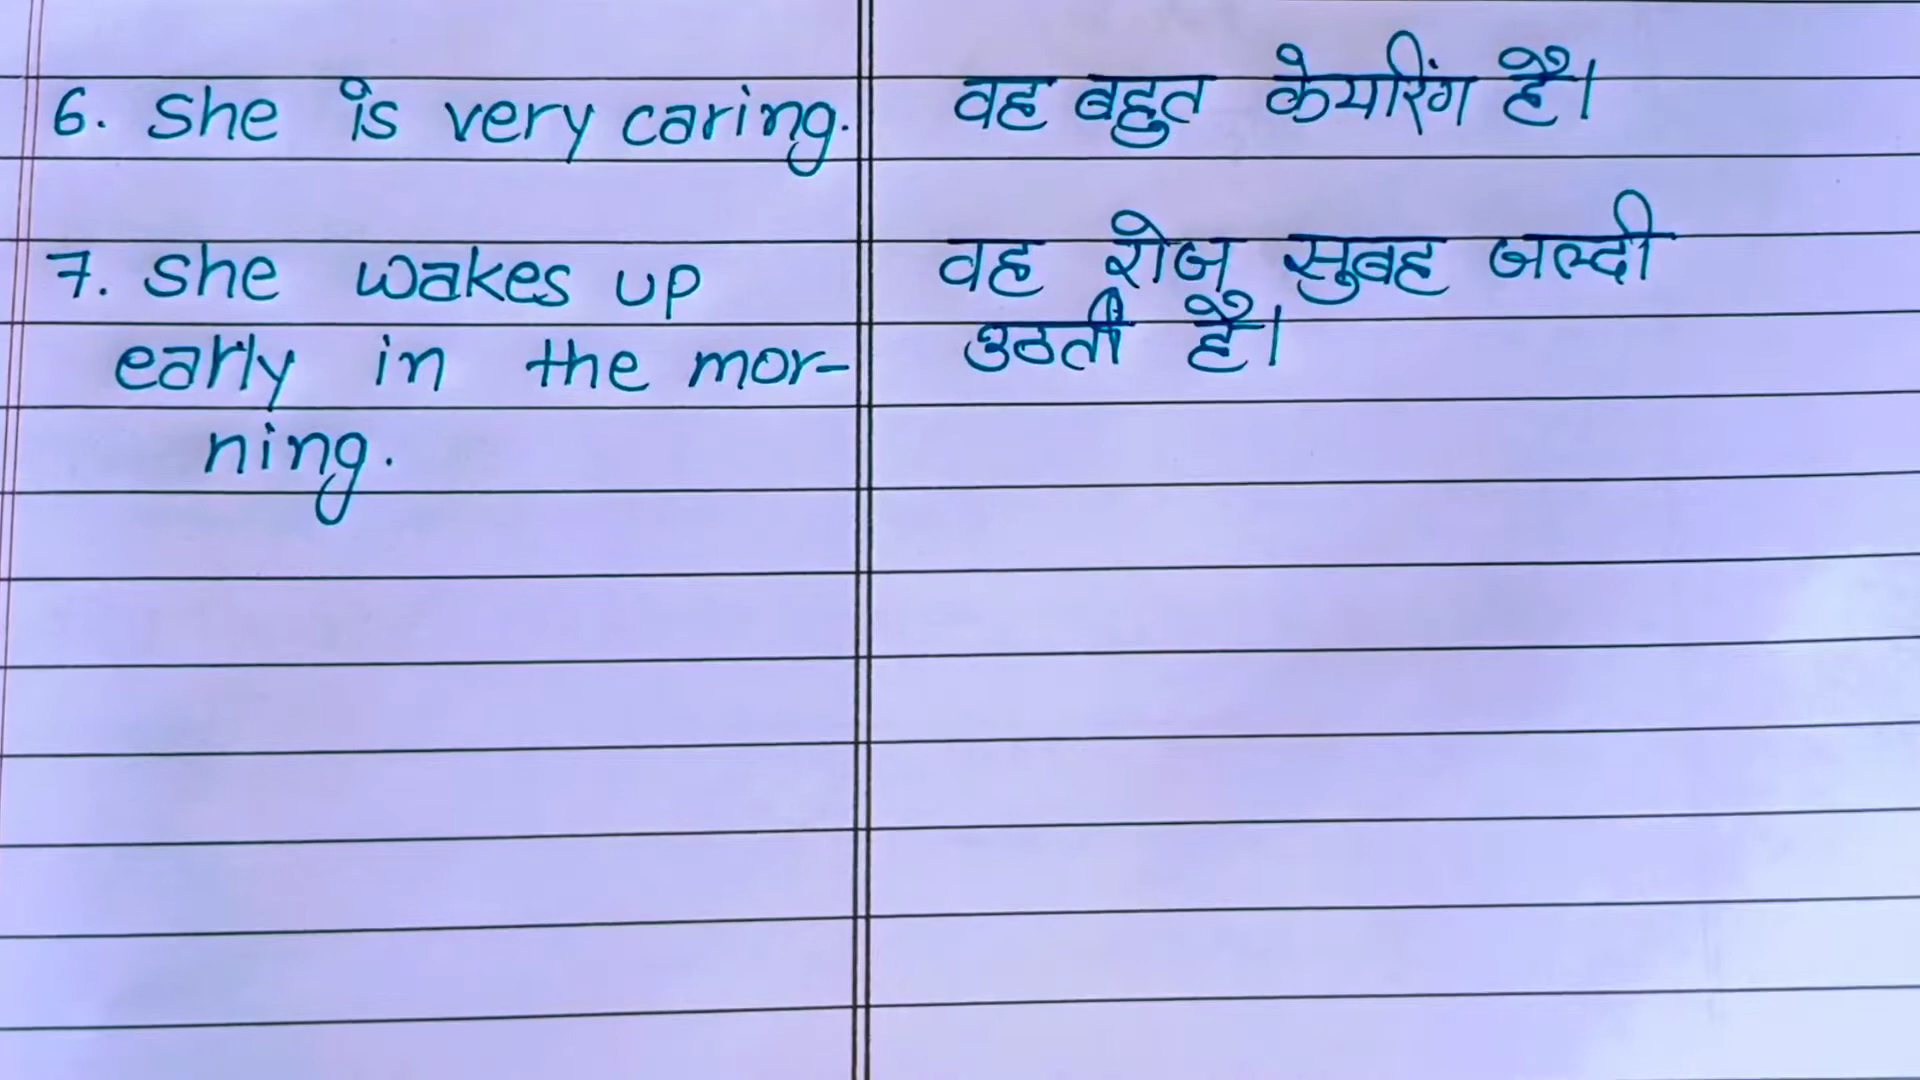 6. She is very caring.
वह बहुत केयरिंग है।
7. She wakes up
early in the mor-
ning.
वह रोज सुबह जल्दी
उठती है।